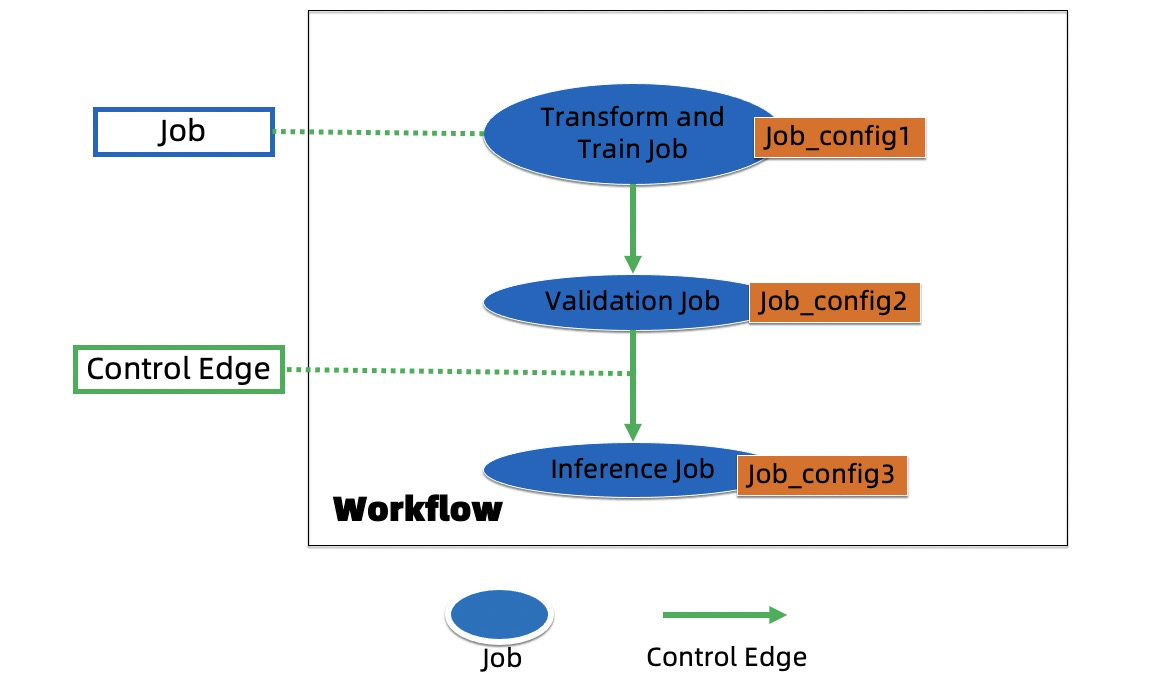 Transform and
Train Job
Job_config1
Job
Validation Job
Job_config2
Control Edge
Inference Job
Job_config3
Workflow
Job
Control Edge